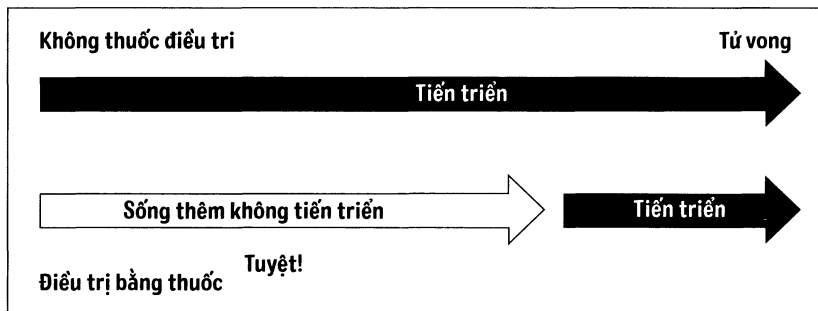 Không thuốc điều tri
Tử vong
Tiến triển
Sống thêm không tiến triển
Tiến triển
Tuyệt!
Điều trị bằng thuốc